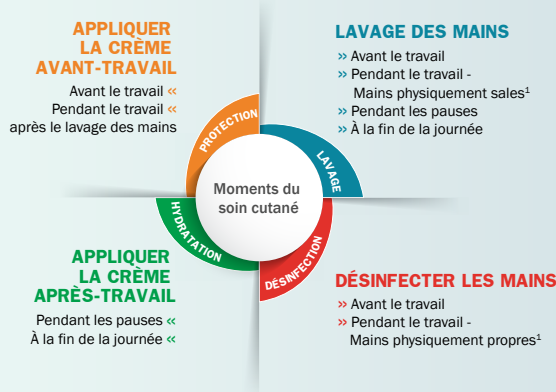 APPLIQUER
LA CRÈME
AVANT-TRAVAIL
Avant le travail «
Pendant le travail «
après le lavage des mains
LAVAGE DES MAINS
» Avant le travail
» Pendant le travail -
Mains physiquement sales¹
» Pendant les pauses
» À la fin de la journée
PROTECTION
LAVAGE
Moments du
soin cutané
HYDRATATION
DÉSINFECTION
APPLIQUER
LA CRÈME
APRÈS-TRAVAIL
Pendant les pauses «
À la fin de la journée «
DÉSINFECTER LES MAINS
» Avant le travail
» Pendant le travail -
Mains physiquement propres¹